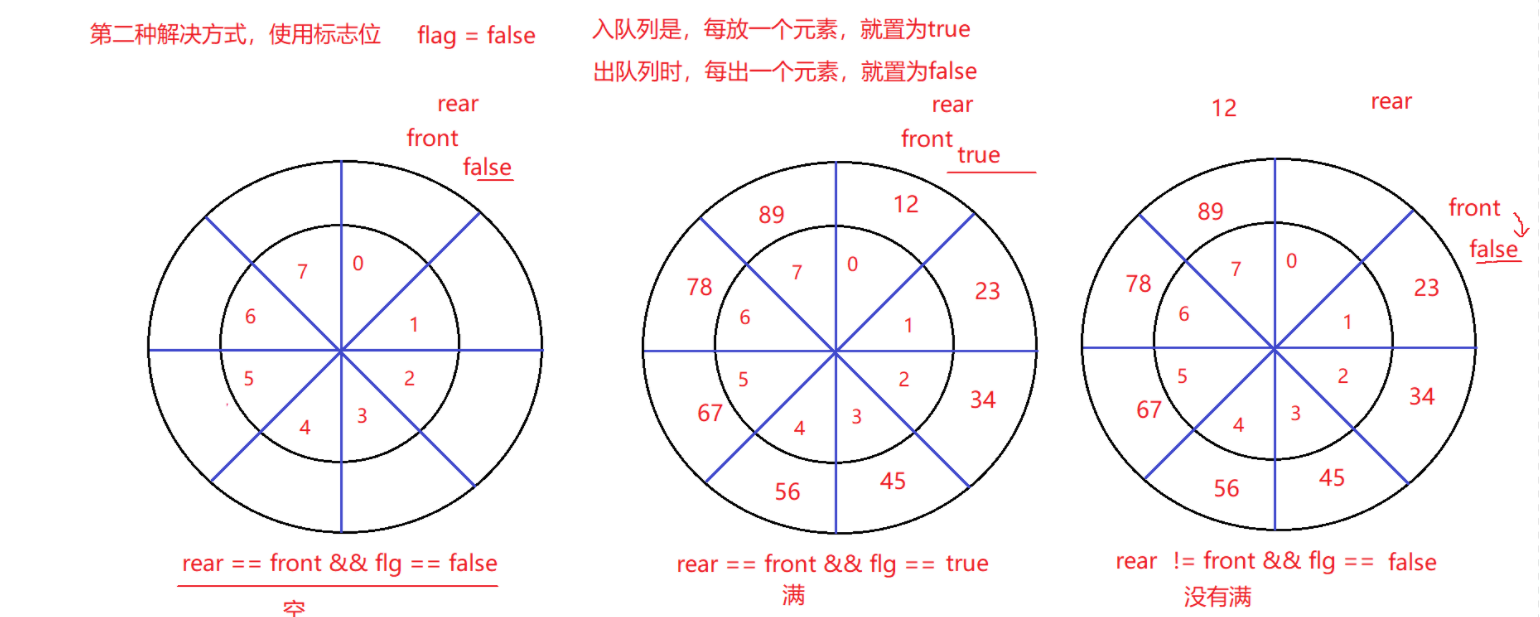 第二种解决方式，使用标志位 flag = false
入队列是，每放一个元素，就置为true
出队列时，每出一个元素，就置为false
rear
front
false
7 0
6 1
5 2
4 3
rear == front && flg == false
空
rear
front
true
89 12
78 23
67 34
56 45
7 0
6 1
5 2
4 3
rear == front && flg == true
满
12
rear
front
false
89
78 23
67 34
56 45
7 0
6 1
5 2
4 3
rear != front && flg == false
没有满